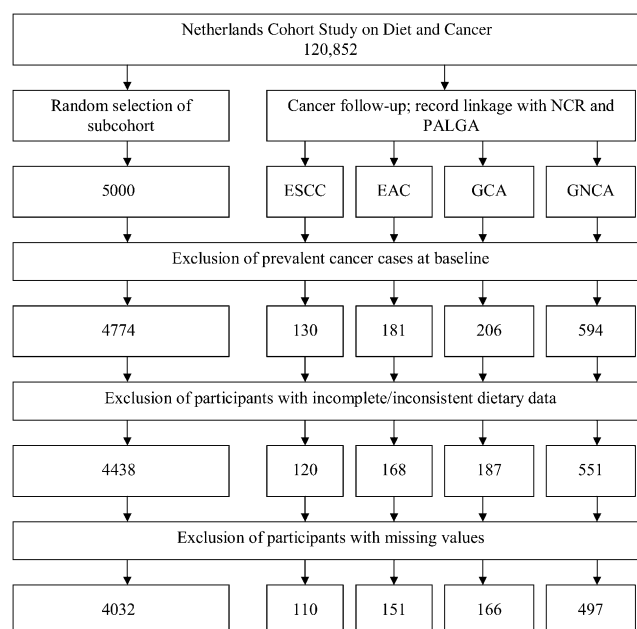 Netherlands Cohort Study on Diet and Cancer
120,852
Random selection of
subcohort
Cancer follow-up; record linkage with NCR and
PALGA
5000
ESCC
EAC
GCA
GNCA
Exclusion of prevalent cancer cases at baseline
4774
130
181
206
594
Exclusion of participants with incomplete/inconsistent dietary data
4438
120
168
187
551
Exclusion of participants with missing values
4032
110
151
166
497